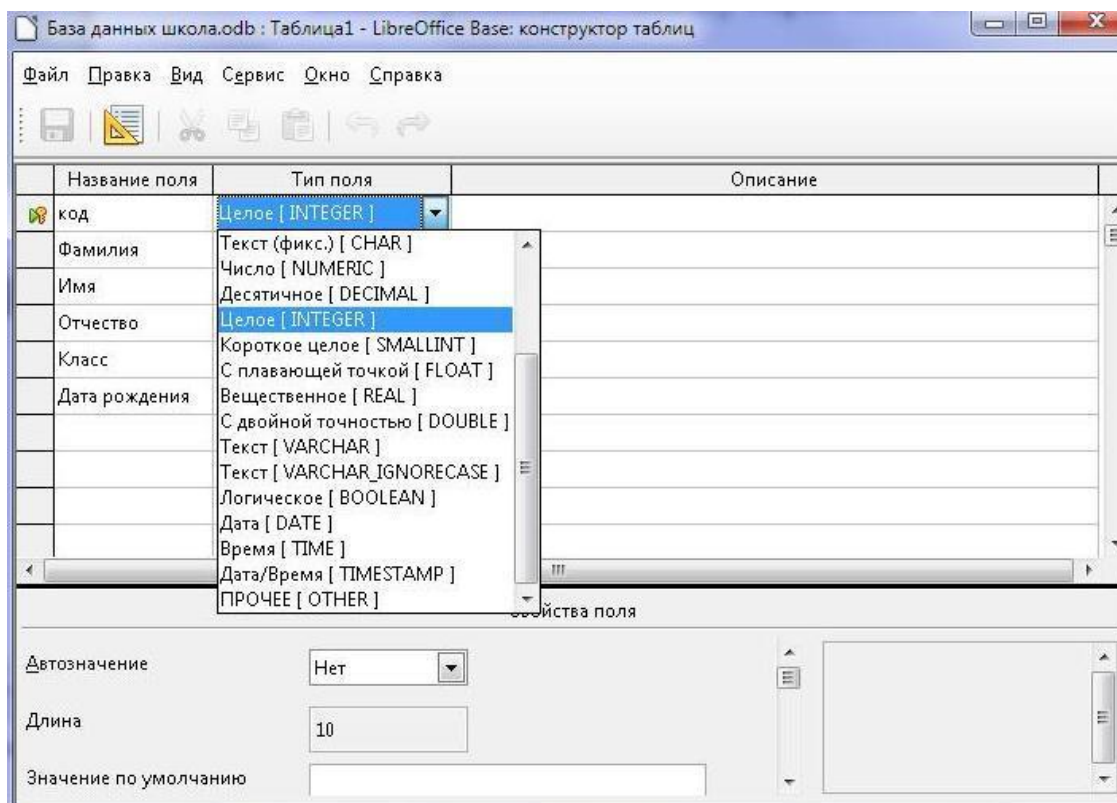 База данных школа.odb : Таблица1 - LibreOffice Base: конструктор таблиц
Файл Правка Вид Сервис Окно Справка
Название поля Тип поля Описание
код Целое [ INTEGER ]
Фамилия
Имя
Отчество
Класс
Дата рождения
Текст (фикс.) [ CHAR ]
Число [ NUMERIC ]
Десятичное [ DECIMAL ]
Целое [ INTEGER ]
Короткое целое [ SMALLINT ]
С плавающей точкой [ FLOAT ]
Вещественное [ REAL ]
С двойной точностью [ DOUBLE ]
Текст [ VARCHAR ]
Текст [ VARCHAR_IGNORECASE ]
Логическое [ BOOLEAN ]
Дата [ DATE ]
Время [ TIME ]
Дата/Время [ TIMESTAMP ]
ПРОЧЕЕ [ OTHER ]
поля
Автозначение Нет
Длина 10
Значение по умолчанию